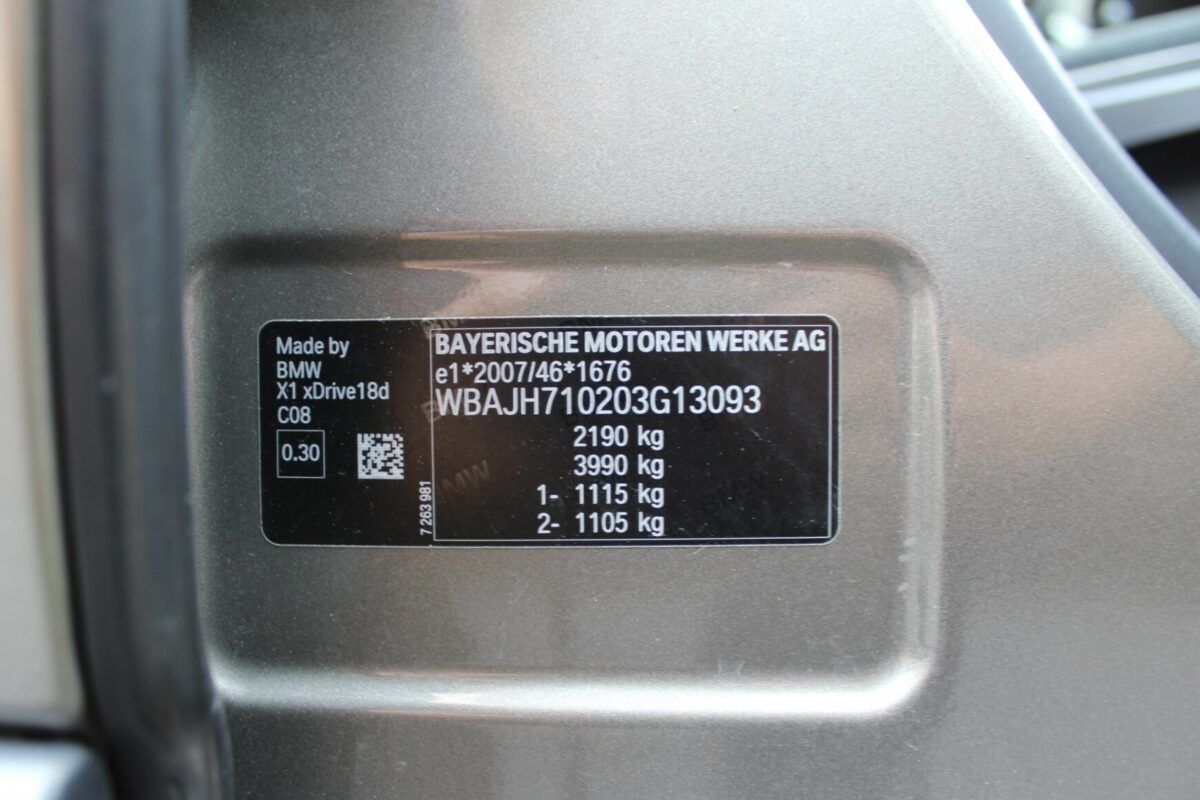 Made by
BMW
X1 xDrive18d
C08
0.30
7 263 981
BAYERISCHE MOTOREN WERKE AG
e1*2007/46*1676
WBAJH710203G13093
2190 kg
3990 kg
1- 1115 kg
2- 1105 kg